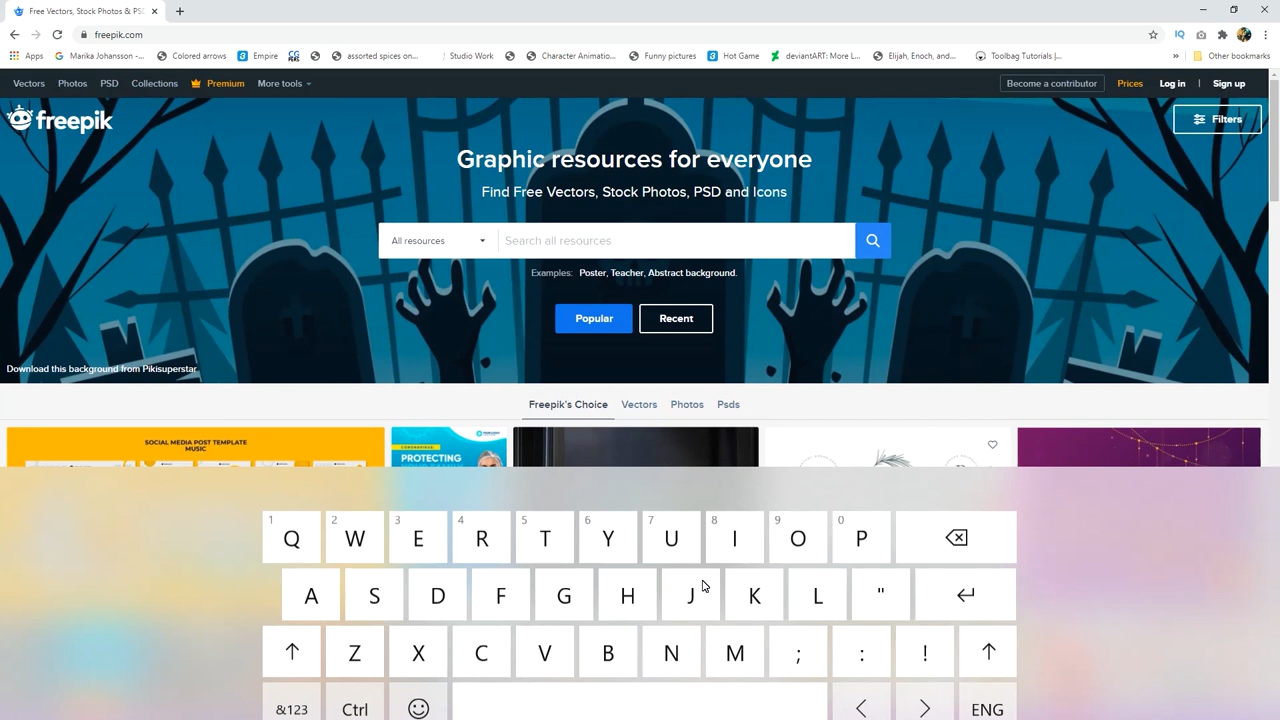 Free Vectors, Stock Photos & PSD
freepik.com
Apps
Marika Johansson -...
Colored arrows
Empire
assorted spices on...
Studio Work
Character Animatio...
Funny pictures
Hot Game
deviantART: More L...
Elijah, Enoch, and...
Toolbag Tutorials |...
»
Other bookmarks
Vectors
Photos
PSD
Collections
Premium
More tools
Become a contributor
Prices
Log in
|
Sign up
freepik
Filters
Graphic resources for everyone
Find Free Vectors, Stock Photos, PSD and Icons
All resources
Search all resources
Examples: Poster, Teacher, Abstract background.
Popular
Recent
Download this background from Pikisuperstar
Freepik's Choice
Vectors
Photos
Psds
SOCIAL MEDIA POST TEMPLATE
MUSIC
CORONAVIRUS
PROTECTING
1 2 3 4 5 6 7 8 9 0
Q W E R T Y U I O P
A S D F G H J K L "
Z X C V B N M ; : !
&123 Ctrl < > ENG